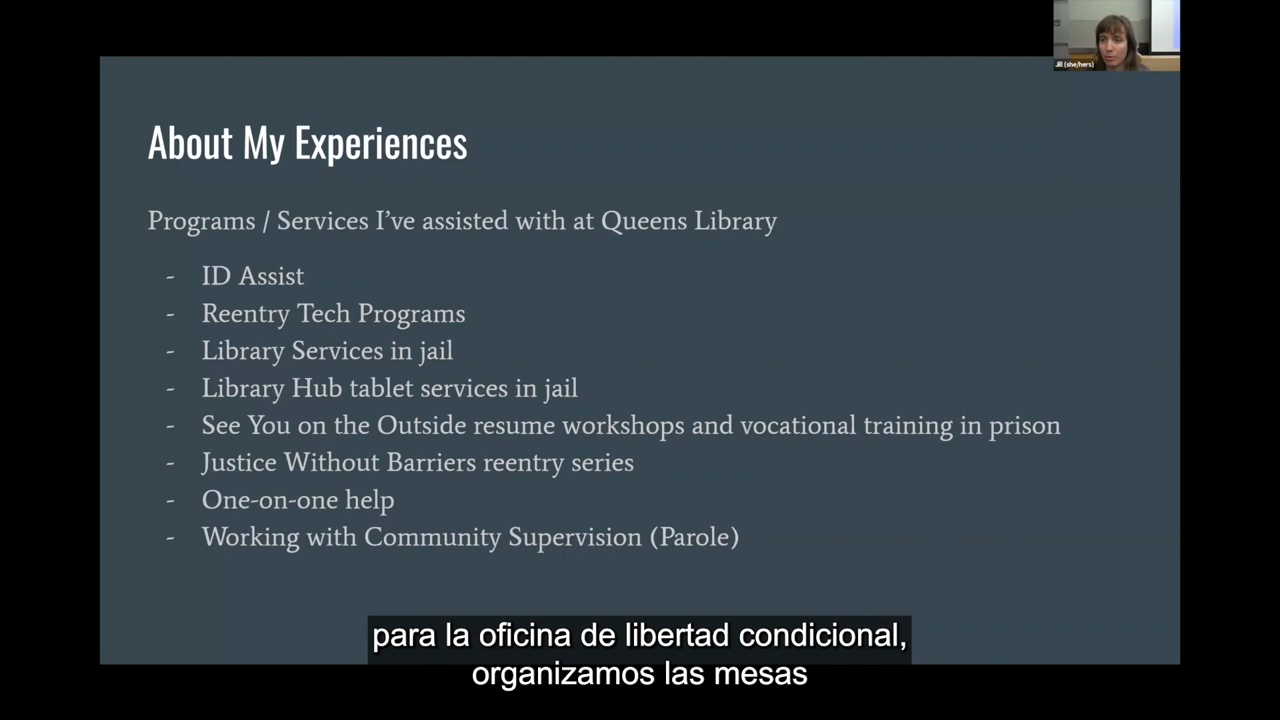 Jill (she/hers)
About My Experiences
Programs / Services I've assisted with at Queens Library
- ID Assist
- Reentry Tech Programs
- Library Services in jail
- Library Hub tablet services in jail
- See You on the Outside resume workshops and vocational training in prison
- Justice Without Barriers reentry series
- One-on-one help
- Working with Community Supervision (Parole)
para la oficina de libertad condicional,
organizamos las mesas